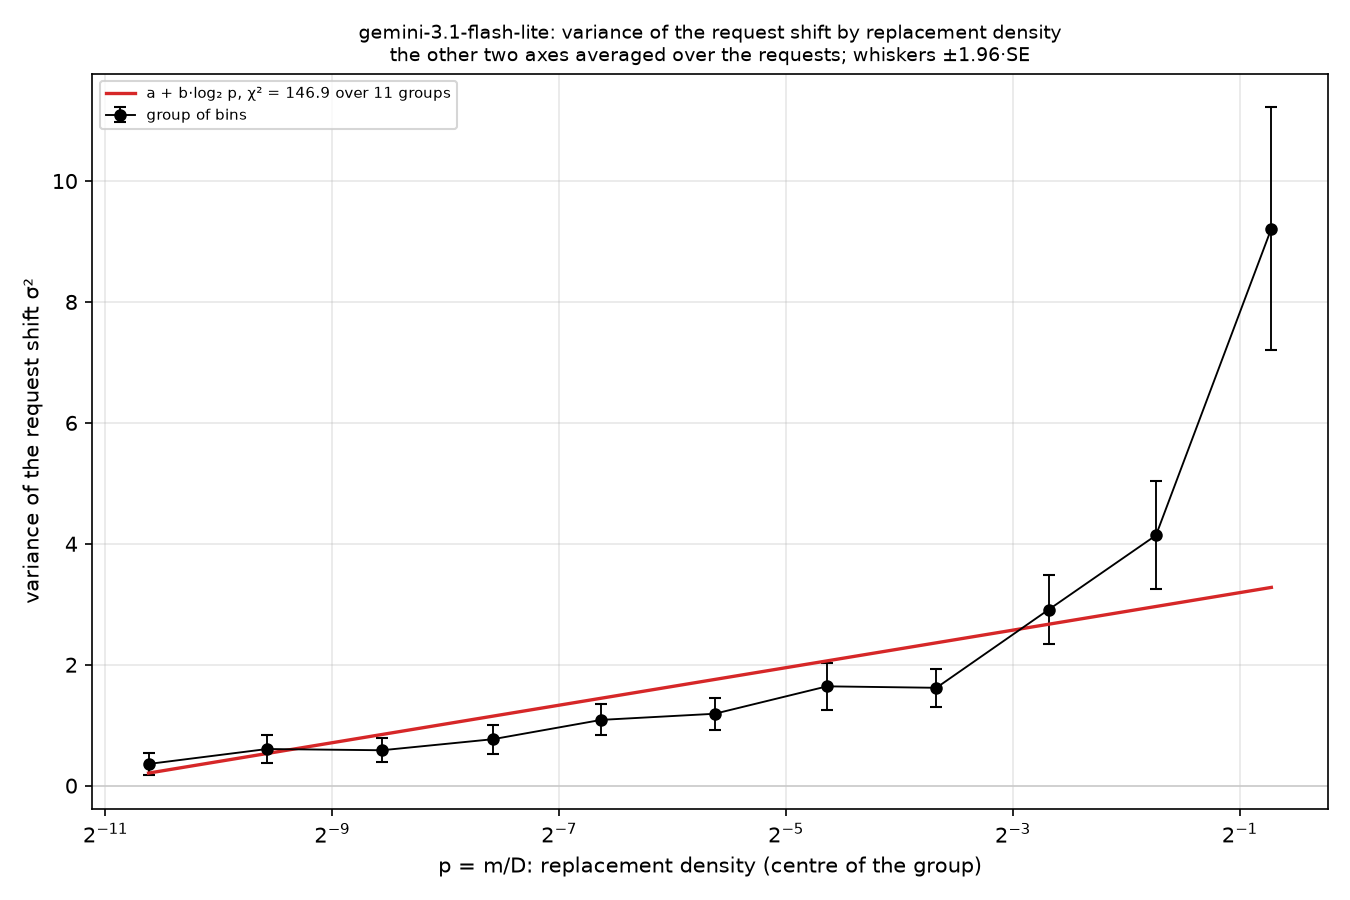 gemini-3.1-flash-lite: variance of the request shift by replacement density
the other two axes averaged over the requests; whiskers ±1.96·SE
a + b·log₂ p, χ² = 146.9 over 11 groups
group of bins
variance of the request shift σ²
10
8
6
4
2
0
2⁻¹¹ 2⁻⁹ 2⁻⁷ 2⁻⁵ 2⁻³ 2⁻¹
p = m/D: replacement density (centre of the group)